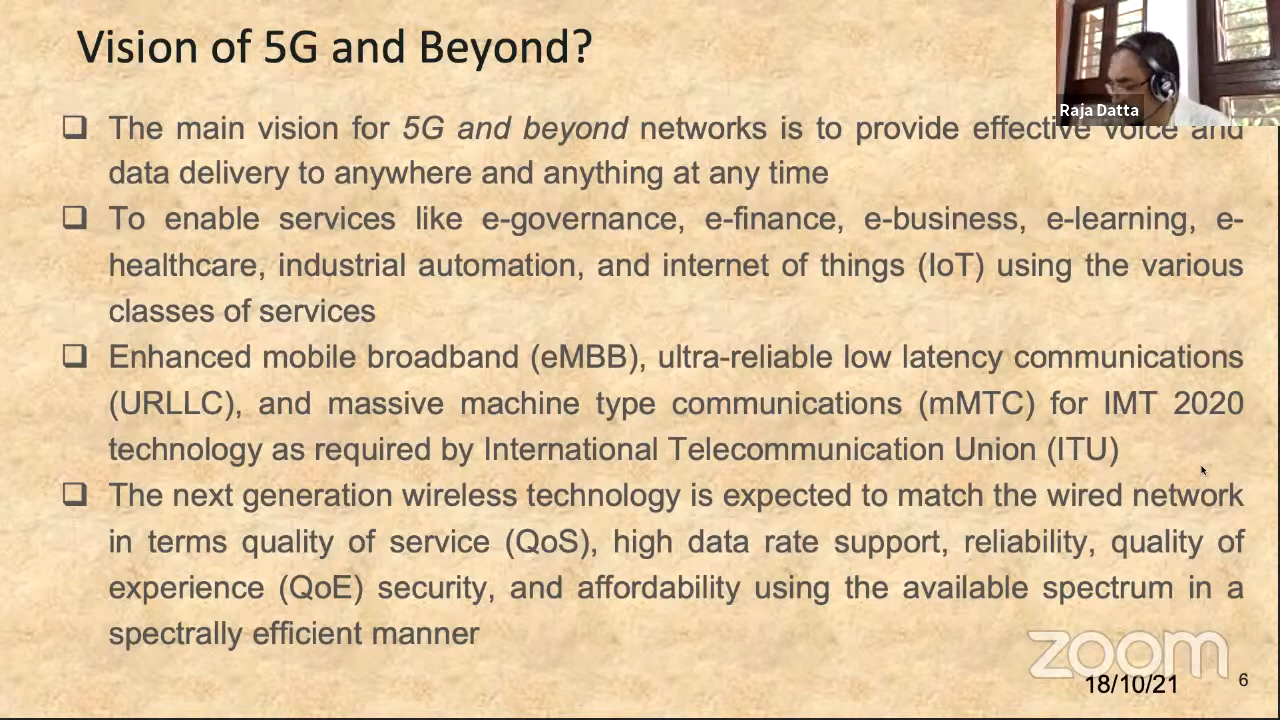 Vision of 5G and Beyond?
Raja Datta
❑ The main vision for 5G and beyond networks is to provide effective voice and
data delivery to anywhere and anything at any time
❑ To enable services like e-governance, e-finance, e-business, e-learning, e-
healthcare, industrial automation, and internet of things (IoT) using the various
classes of services
❑ Enhanced mobile broadband (eMBB), ultra-reliable low latency communications
(URLLC), and massive machine type communications (mMTC) for IMT 2020
technology as required by International Telecommunication Union (ITU)
❑ The next generation wireless technology is expected to match the wired network
in terms quality of service (QoS), high data rate support, reliability, quality of
experience (QoE) security, and affordability using the available spectrum in a
spectrally efficient manner
zoom
18/10/21
6